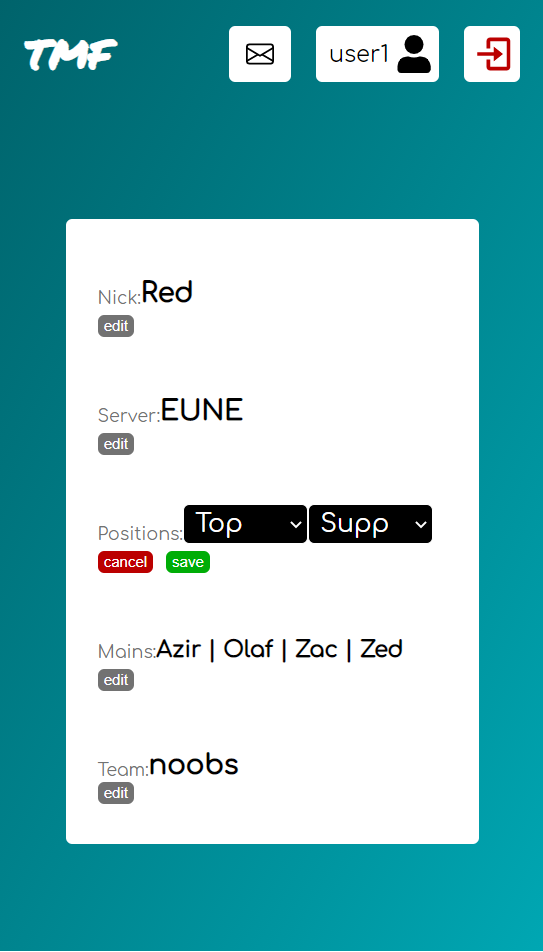 TMF user1
Nick:Red
edit
Server:EUNE
edit
Positions: Top Supp
cancel save
Mains:Azir | Olaf | Zac | Zed
edit
Team:noobs
edit